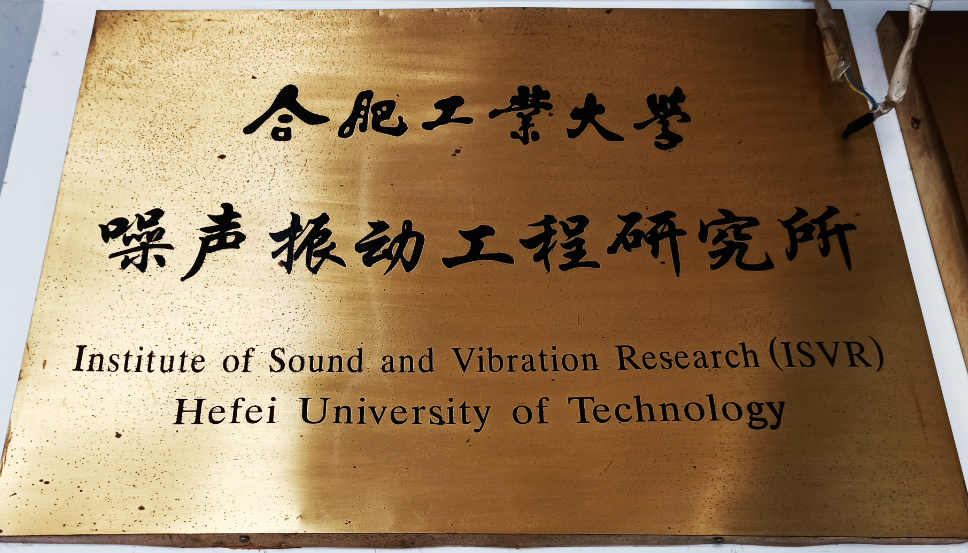 合肥工業大學
噪声振动工程研究所
Institute of Sound and Vibration Research (ISVR)
Hefei University of Technology